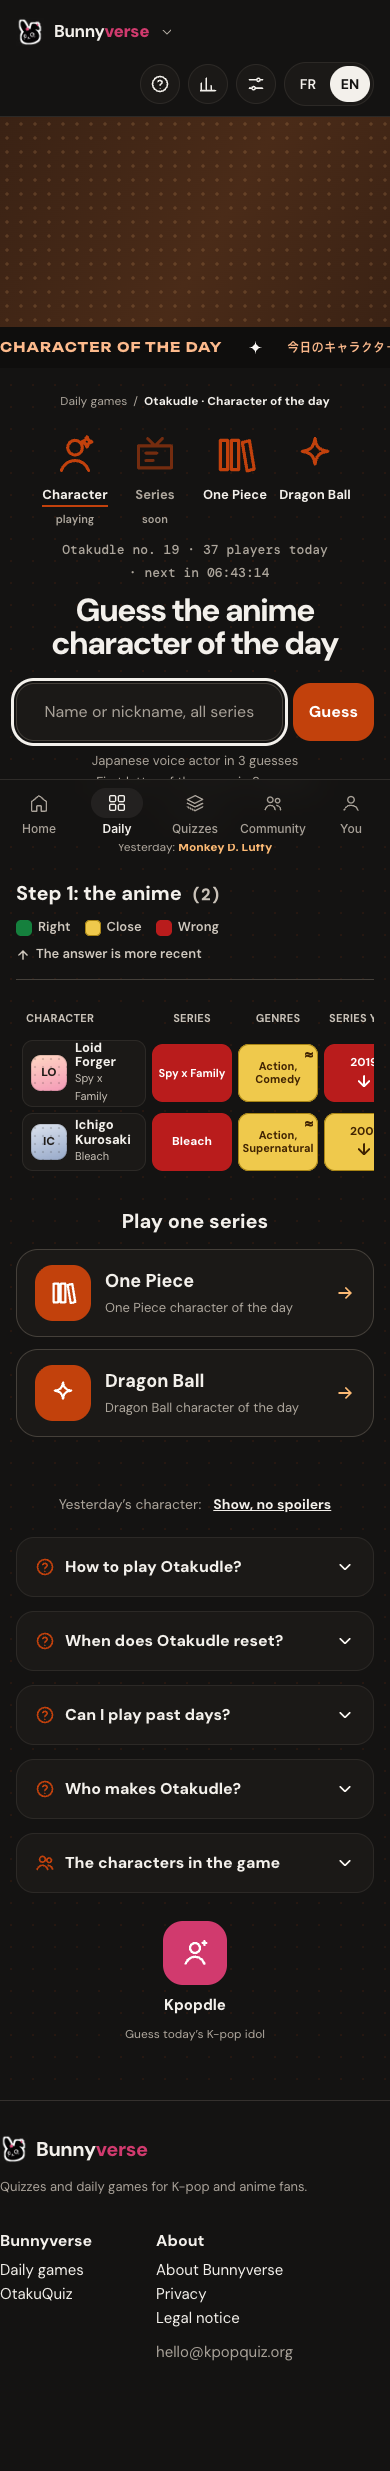 Bunnyverse
FR EN
CHARACTER OF THE DAY ✦ 今日のキャラクター
Daily games / Otakudle · Character of the day
Character Series One Piece Dragon Ball
playing soon
Otakudle no. 19 · 37 players today
· next in 06:43:14
Guess the anime
character of the day
Name or nickname, all series Guess
Japanese voice actor in 3 guesses
Home Daily Quizzes Community You
Yesterday: Monkey D. Luffy
Step 1: the anime (2)
Right Close Wrong
↑ The answer is more recent
CHARACTER SERIES GENRES SERIES Y
LO Loid
Forger
Spy x
Family
Spy x Family
≈
Action,
Comedy
2019
↓
IC Ichigo
Kurosaki
Bleach
Bleach
≈
Action,
Supernatural
200
↓
Play one series
One Piece
One Piece character of the day
→
Dragon Ball
Dragon Ball character of the day
→
Yesterday’s character: Show, no spoilers
How to play Otakudle?
When does Otakudle reset?
Can I play past days?
Who makes Otakudle?
The characters in the game
Kpopdle
Guess today’s K-pop idol
Bunnyverse
Quizzes and daily games for K-pop and anime fans.
Bunnyverse About
Daily games About Bunnyverse
OtakuQuiz Privacy
Legal notice
hello@kpopquiz.org